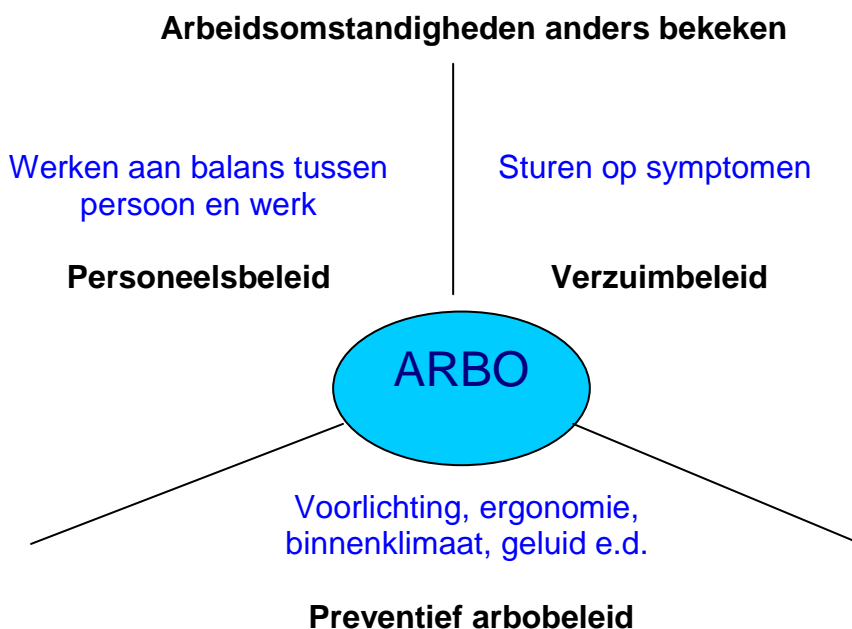 Arbeidsomstandigheden anders bekeken
Werken aan balans tussen
persoon en werk
Personeelsbeleid
Sturen op symptomen
Verzuimbeleid
ARBO
Voorlichting, ergonomie,
binnenklimaat, geluid e.d.
Preventief arbobeleid